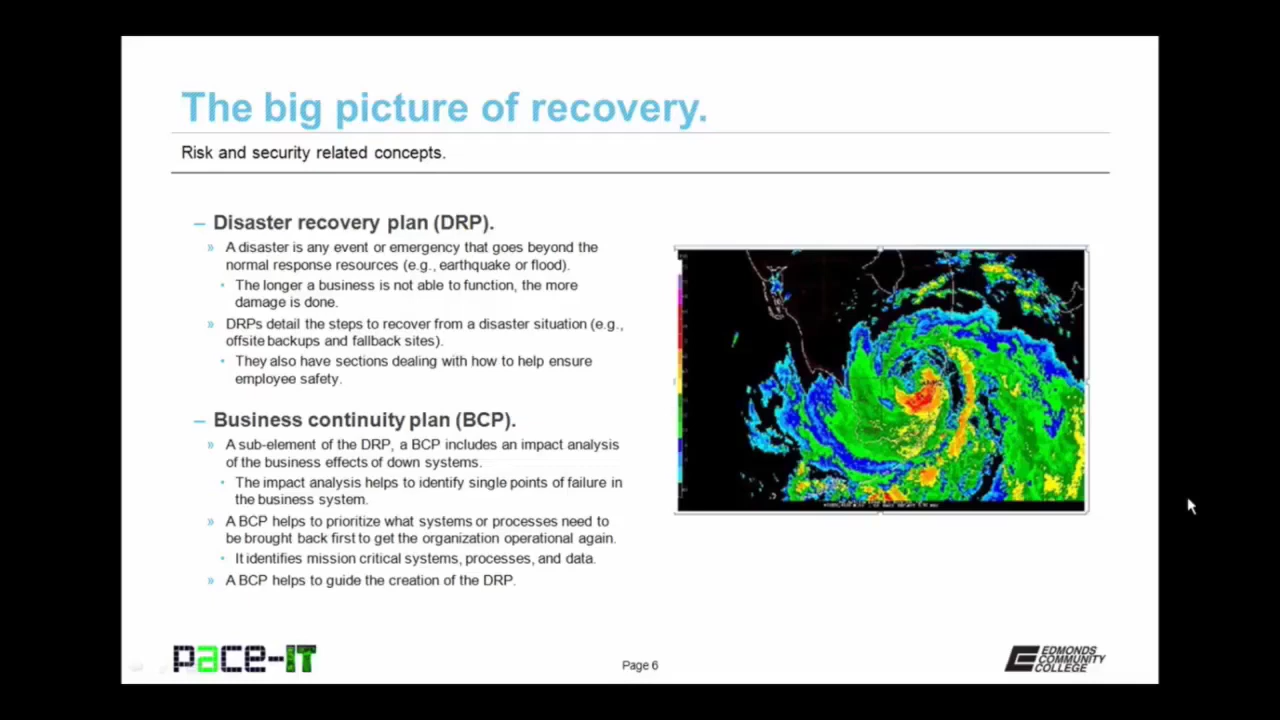 The big picture of recovery.
Risk and security related concepts.
– Disaster recovery plan (DRP).
» A disaster is any event or emergency that goes beyond the
normal response resources (e.g., earthquake or flood).
• The longer a business is not able to function, the more
damage is done.
» DRPs detail the steps to recover from a disaster situation (e.g.,
offsite backups and fallback sites).
• They also have sections dealing with how to help ensure
employee safety.
– Business continuity plan (BCP).
» A sub-element of the DRP, a BCP includes an impact analysis
of the business effects of down systems.
• The impact analysis helps to identify single points of failure in
the business system.
» A BCP helps to prioritize what systems or processes need to
be brought back first to get the organization operational again.
• It identifies mission critical systems, processes, and data.
» A BCP helps to guide the creation of the DRP.
pace-IT
Page 6
EDMONDS
COMMUNITY
COLLEGE